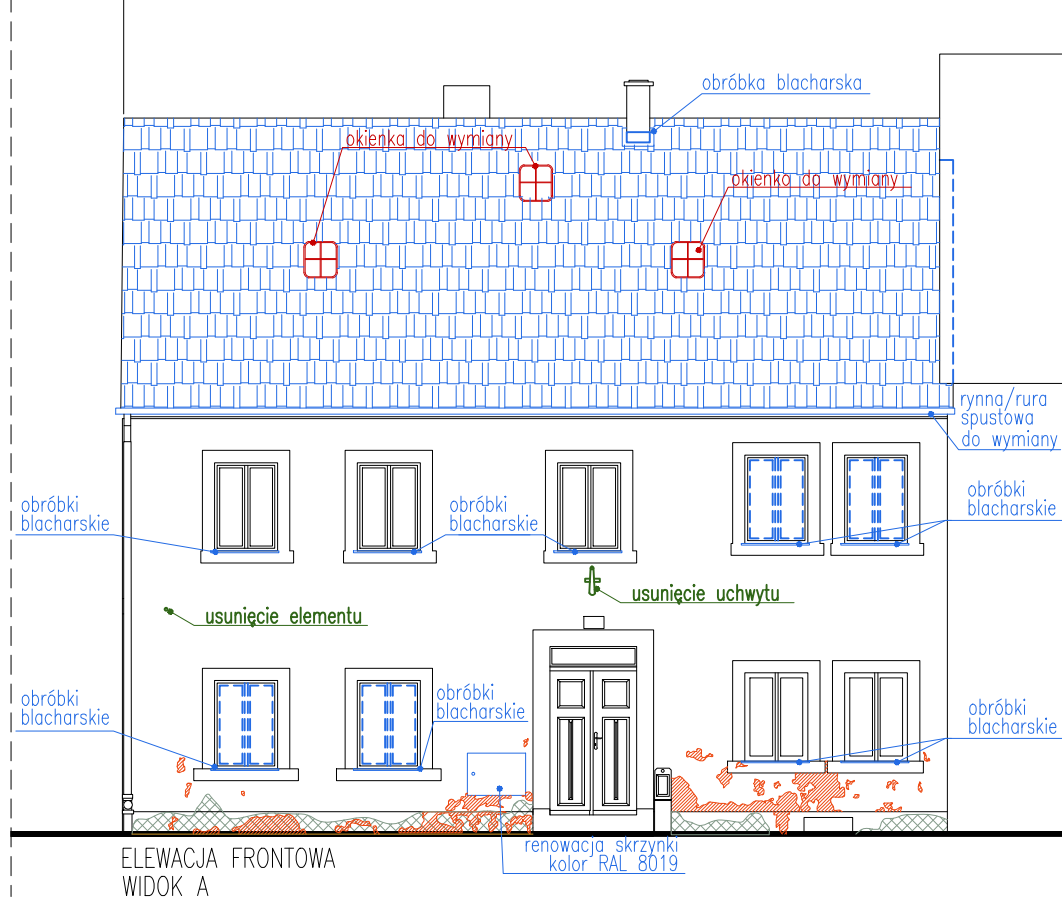 obróbka blacharska
okienka do wymiany
okienko do wymiany
rynna/rura
spustowa
do wymiany
obróbki
blacharskie
obróbki
blacharskie
obróbki
blacharskie
usunięcie elementu
usunięcie uchwytu
obróbki
blacharskie
obróbki
blacharskie
obróbki
blacharskie
renowacja skrzynki
kolor RAL 8019
ELEWACJA FRONTOWA
WIDOK A